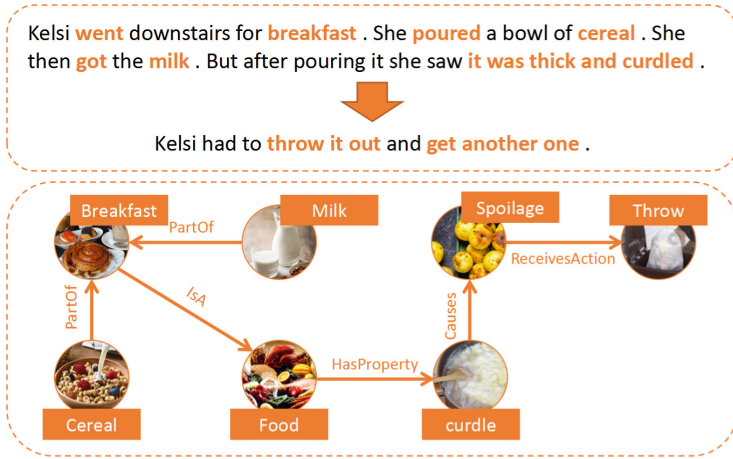 Kelsi went downstairs for breakfast . She poured a bowl of cereal . She
then got the milk . But after pouring it she saw it was thick and curdled .
Kelsi had to throw it out and get another one .
Breakfast
Milk
Spoilage
Throw
PartOf
ReceivesAction
PartOf
IsA
Causes
HasProperty
Cereal
Food
curdle